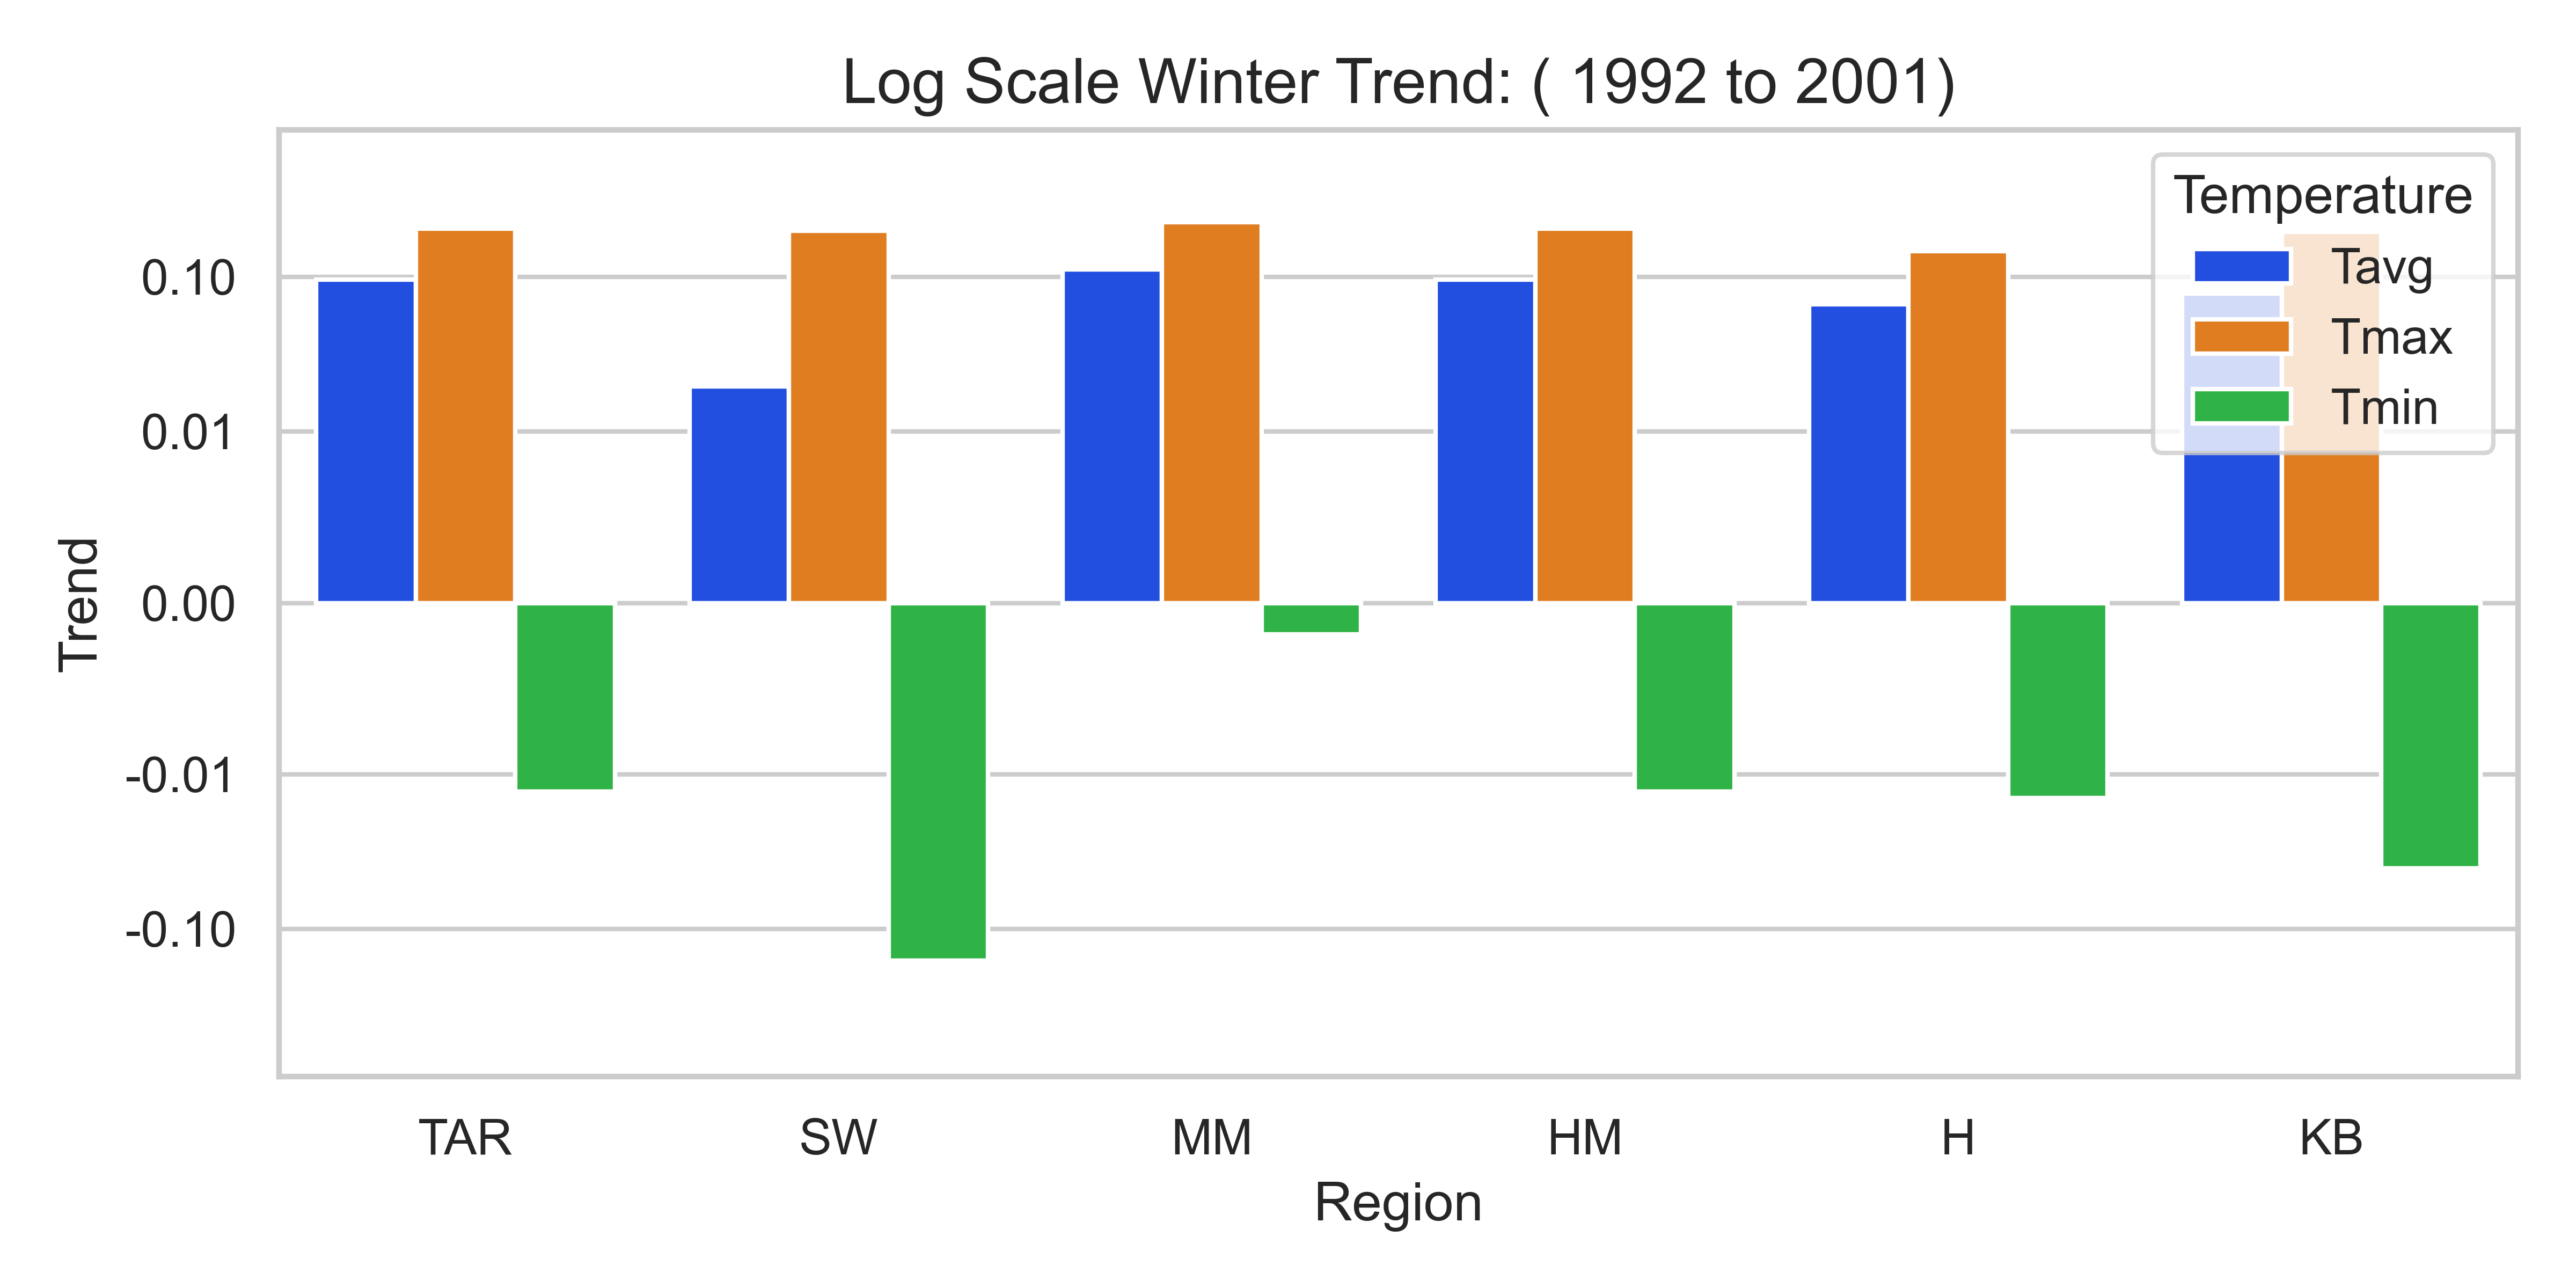 Log Scale Winter Trend: ( 1992 to 2001)
Temperature
Tavg
Tmax
Tmin
0.10
0.01
0.00
-0.01
-0.10
Trend
TAR SW MM HM H KB
Region